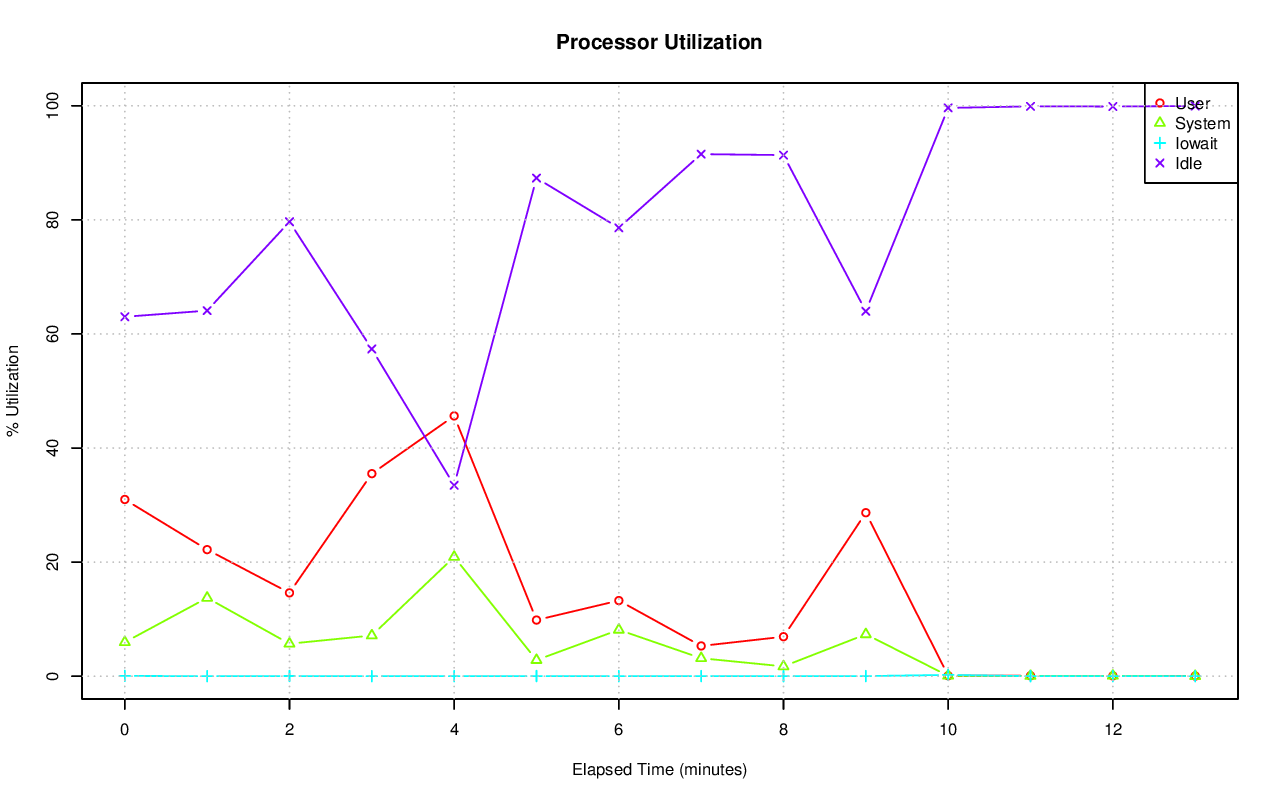 Processor Utilization
% Utilization
100
80
60
40
20
0
User
System
Iowait
Idle
0 2 4 6 8 10 12
Elapsed Time (minutes)